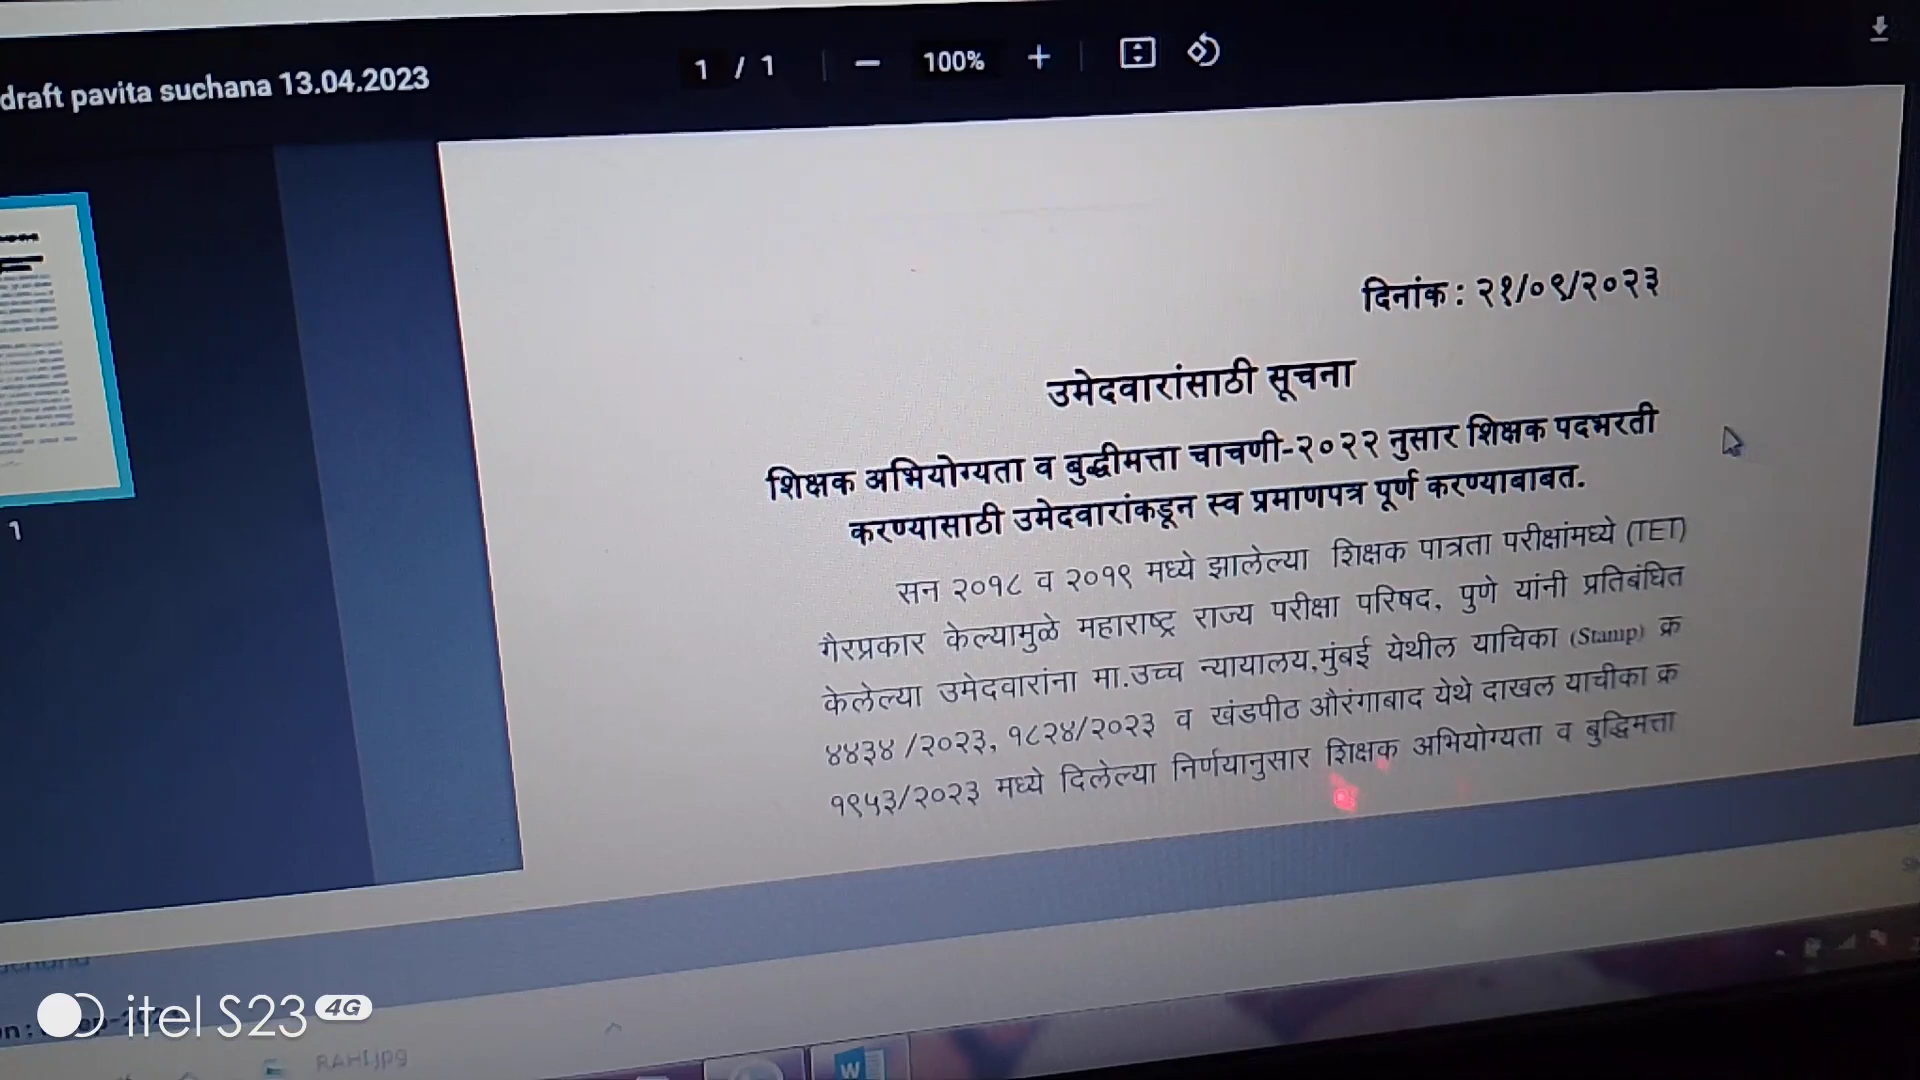 draft pavita suchana 13.04.2023
1 / 1
100%
दिनांक : २१/०९/२०२३
उमेदवारांसाठी सूचना
शिक्षक अभियोग्यता व बुद्धीमत्ता चाचणी-२०२२ नुसार शिक्षक पदभरती
करण्यासाठी उमेदवारांकडून स्व प्रमाणपत्र पूर्ण करण्याबाबत.
सन २०१८ व २०१९ मध्ये झालेल्या शिक्षक पात्रता परीक्षांमध्ये (TET)
गैरप्रकार केल्यामुळे महाराष्ट्र राज्य परीक्षा परिषद, पुणे यांनी प्रतिबंधित
केलेल्या उमेदवारांना मा.उच्च न्यायालय,मुंबई येथील याचिका (Stamp) क्र
४४३४ /२०२३, १८२४/२०२३ व खंडपीठ औरंगाबाद येथे दाखल याचीका क्र
१९५३/२०२३ मध्ये दिलेल्या निर्णयानुसार शिक्षक अभियोग्यता व बुद्धिमत्ता
1
itel S23 4G
RAHI.jpg
W